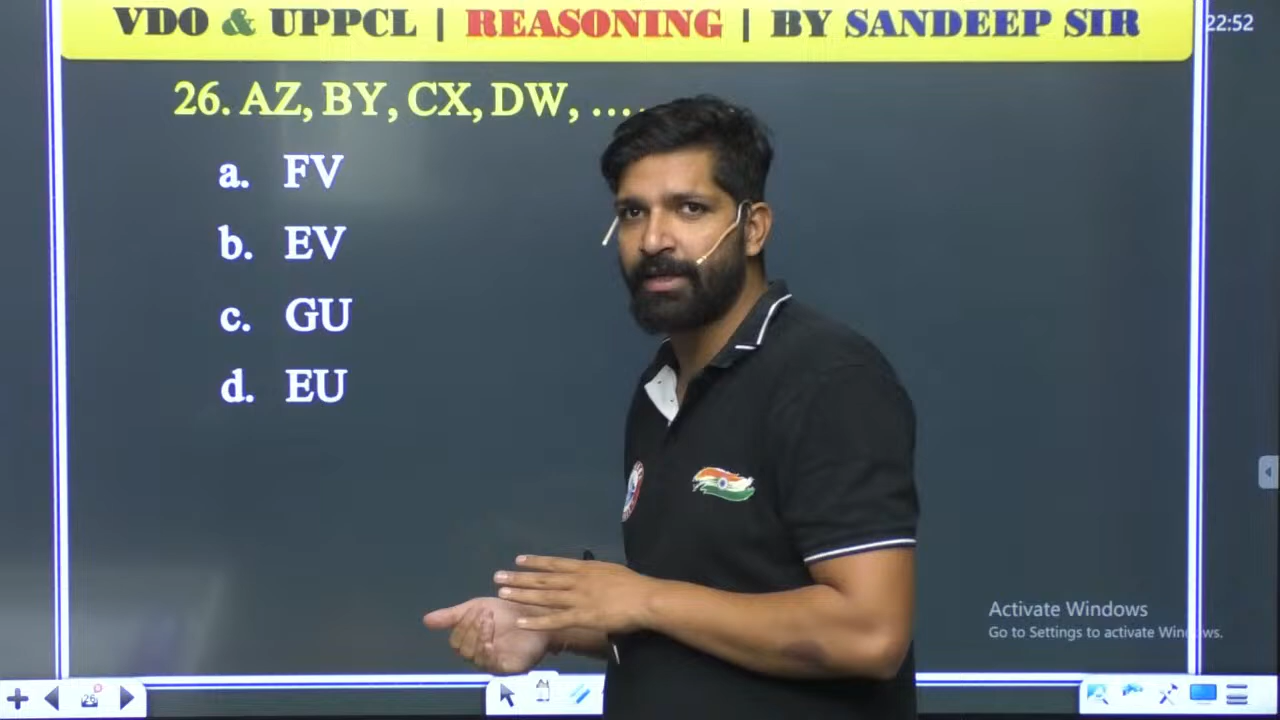 VDO & UPPCL | REASONING | BY SANDEEP SIR
22:52
26. AZ, BY, CX, DW, .....
a. FV
b. EV
c. GU
d. EU
Activate Windows
Go to Settings to activate Windows.
26